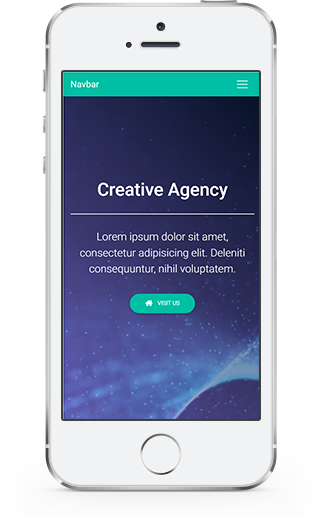 Navbar
Creative Agency
Lorem ipsum dolor sit amet,
consectetur adipisicing elit. Deleniti
consequuntur, nihil voluptatem.
VISIT US